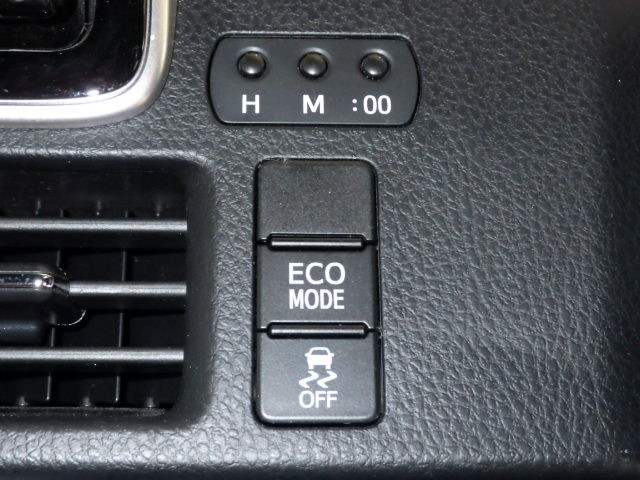 H M :00
ECO
MODE
OFF